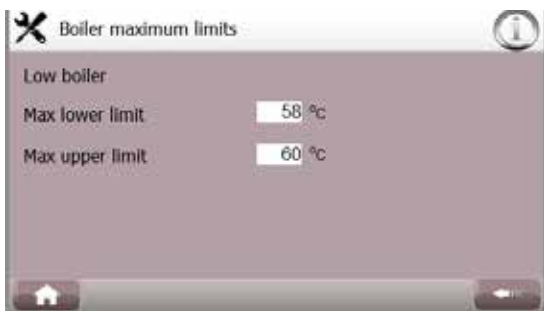 Boiler maximum limits
Low boiler
Max lower limit 58 °C
Max upper limit 60 °C